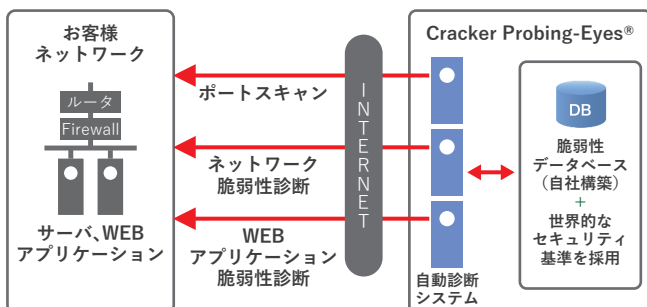 お客様
ネットワーク
ルータ
Firewall
サーバ、WEB
アプリケーション
ポートスキャン
ネットワーク
脆弱性診断
WEB
アプリケーション
脆弱性診断
INTERNET
Cracker Probing-Eyes®
自動診断
システム
DB
脆弱性
データベース
（自社構築）
+
世界的な
セキュリティ
基準を採用